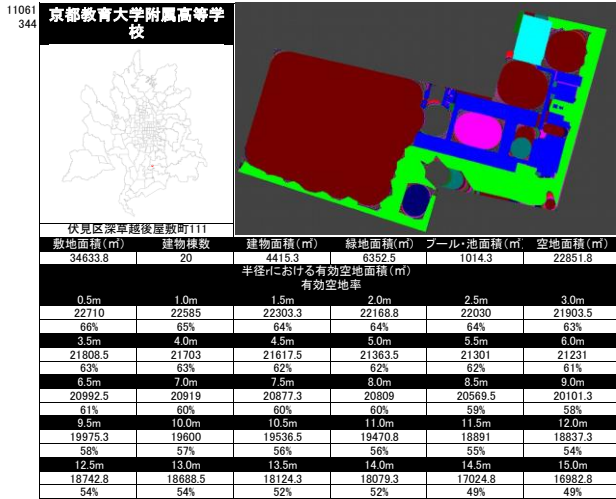 11061
344
京都教育大学附属高等学
校
伏見区深草越後屋敷町111
敷地面積(㎡) 建物棟数 建物面積(㎡) 緑地面積(㎡) プール・池面積(㎡) 空地面積(㎡)
34633.8 20 4415.3 6352.5 1014.3 22851.8
半径rにおける有効空地面積(㎡)
有効空地率
0.5m 1.0m 1.5m 2.0m 2.5m 3.0m
22710 22585 22303.3 22168.8 22030 21903.5
66% 65% 64% 64% 64% 63%
3.5m 4.0m 4.5m 5.0m 5.5m 6.0m
21808.5 21703 21617.5 21363.5 21301 21231
63% 63% 62% 62% 62% 61%
6.5m 7.0m 7.5m 8.0m 8.5m 9.0m
20992.5 20919 20877.3 20809 20569.5 20101.3
61% 60% 60% 60% 59% 58%
9.5m 10.0m 10.5m 11.0m 11.5m 12.0m
19975.3 19600 19536.5 19470.8 18891 18837.3
58% 57% 56% 56% 55% 54%
12.5m 13.0m 13.5m 14.0m 14.5m 15.0m
18742.8 18688.5 18124.3 18079.3 17024.8 16982.8
54% 54% 52% 52% 49% 49%